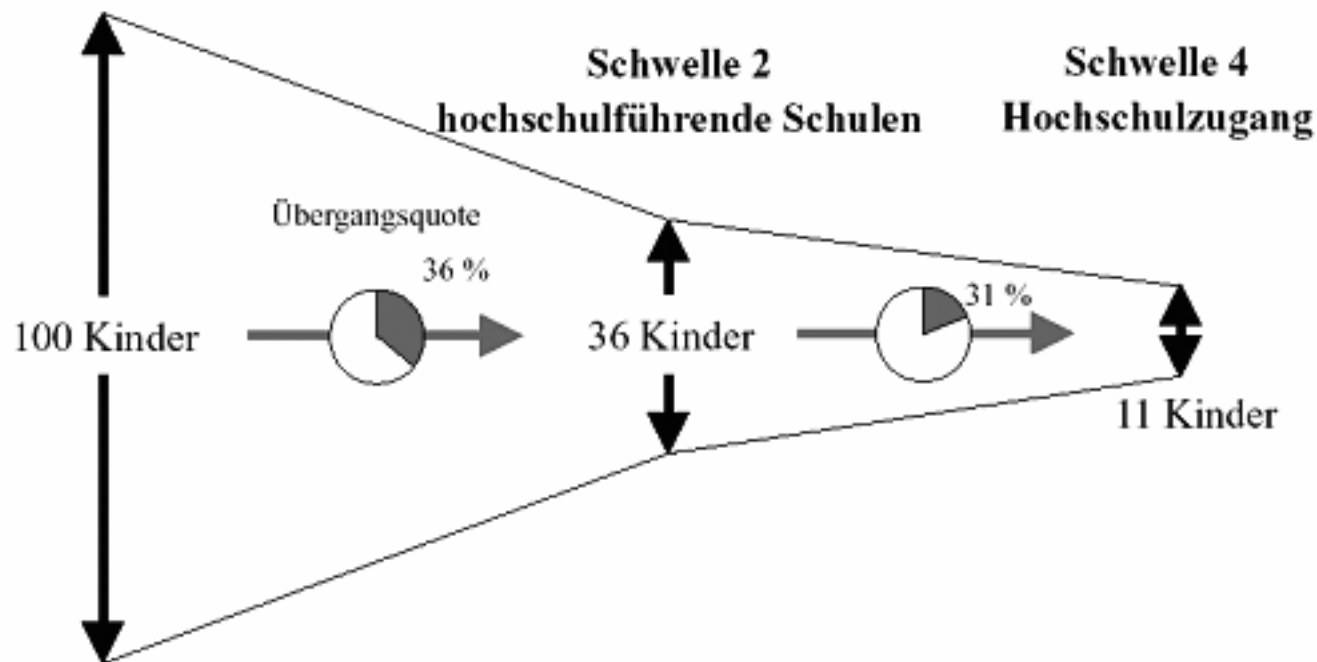 Schwelle 2
hochschulführende Schulen
Schwelle 4
Hochschulzugang
Übergangsquote
36 %
31 %
100 Kinder
36 Kinder
11 Kinder